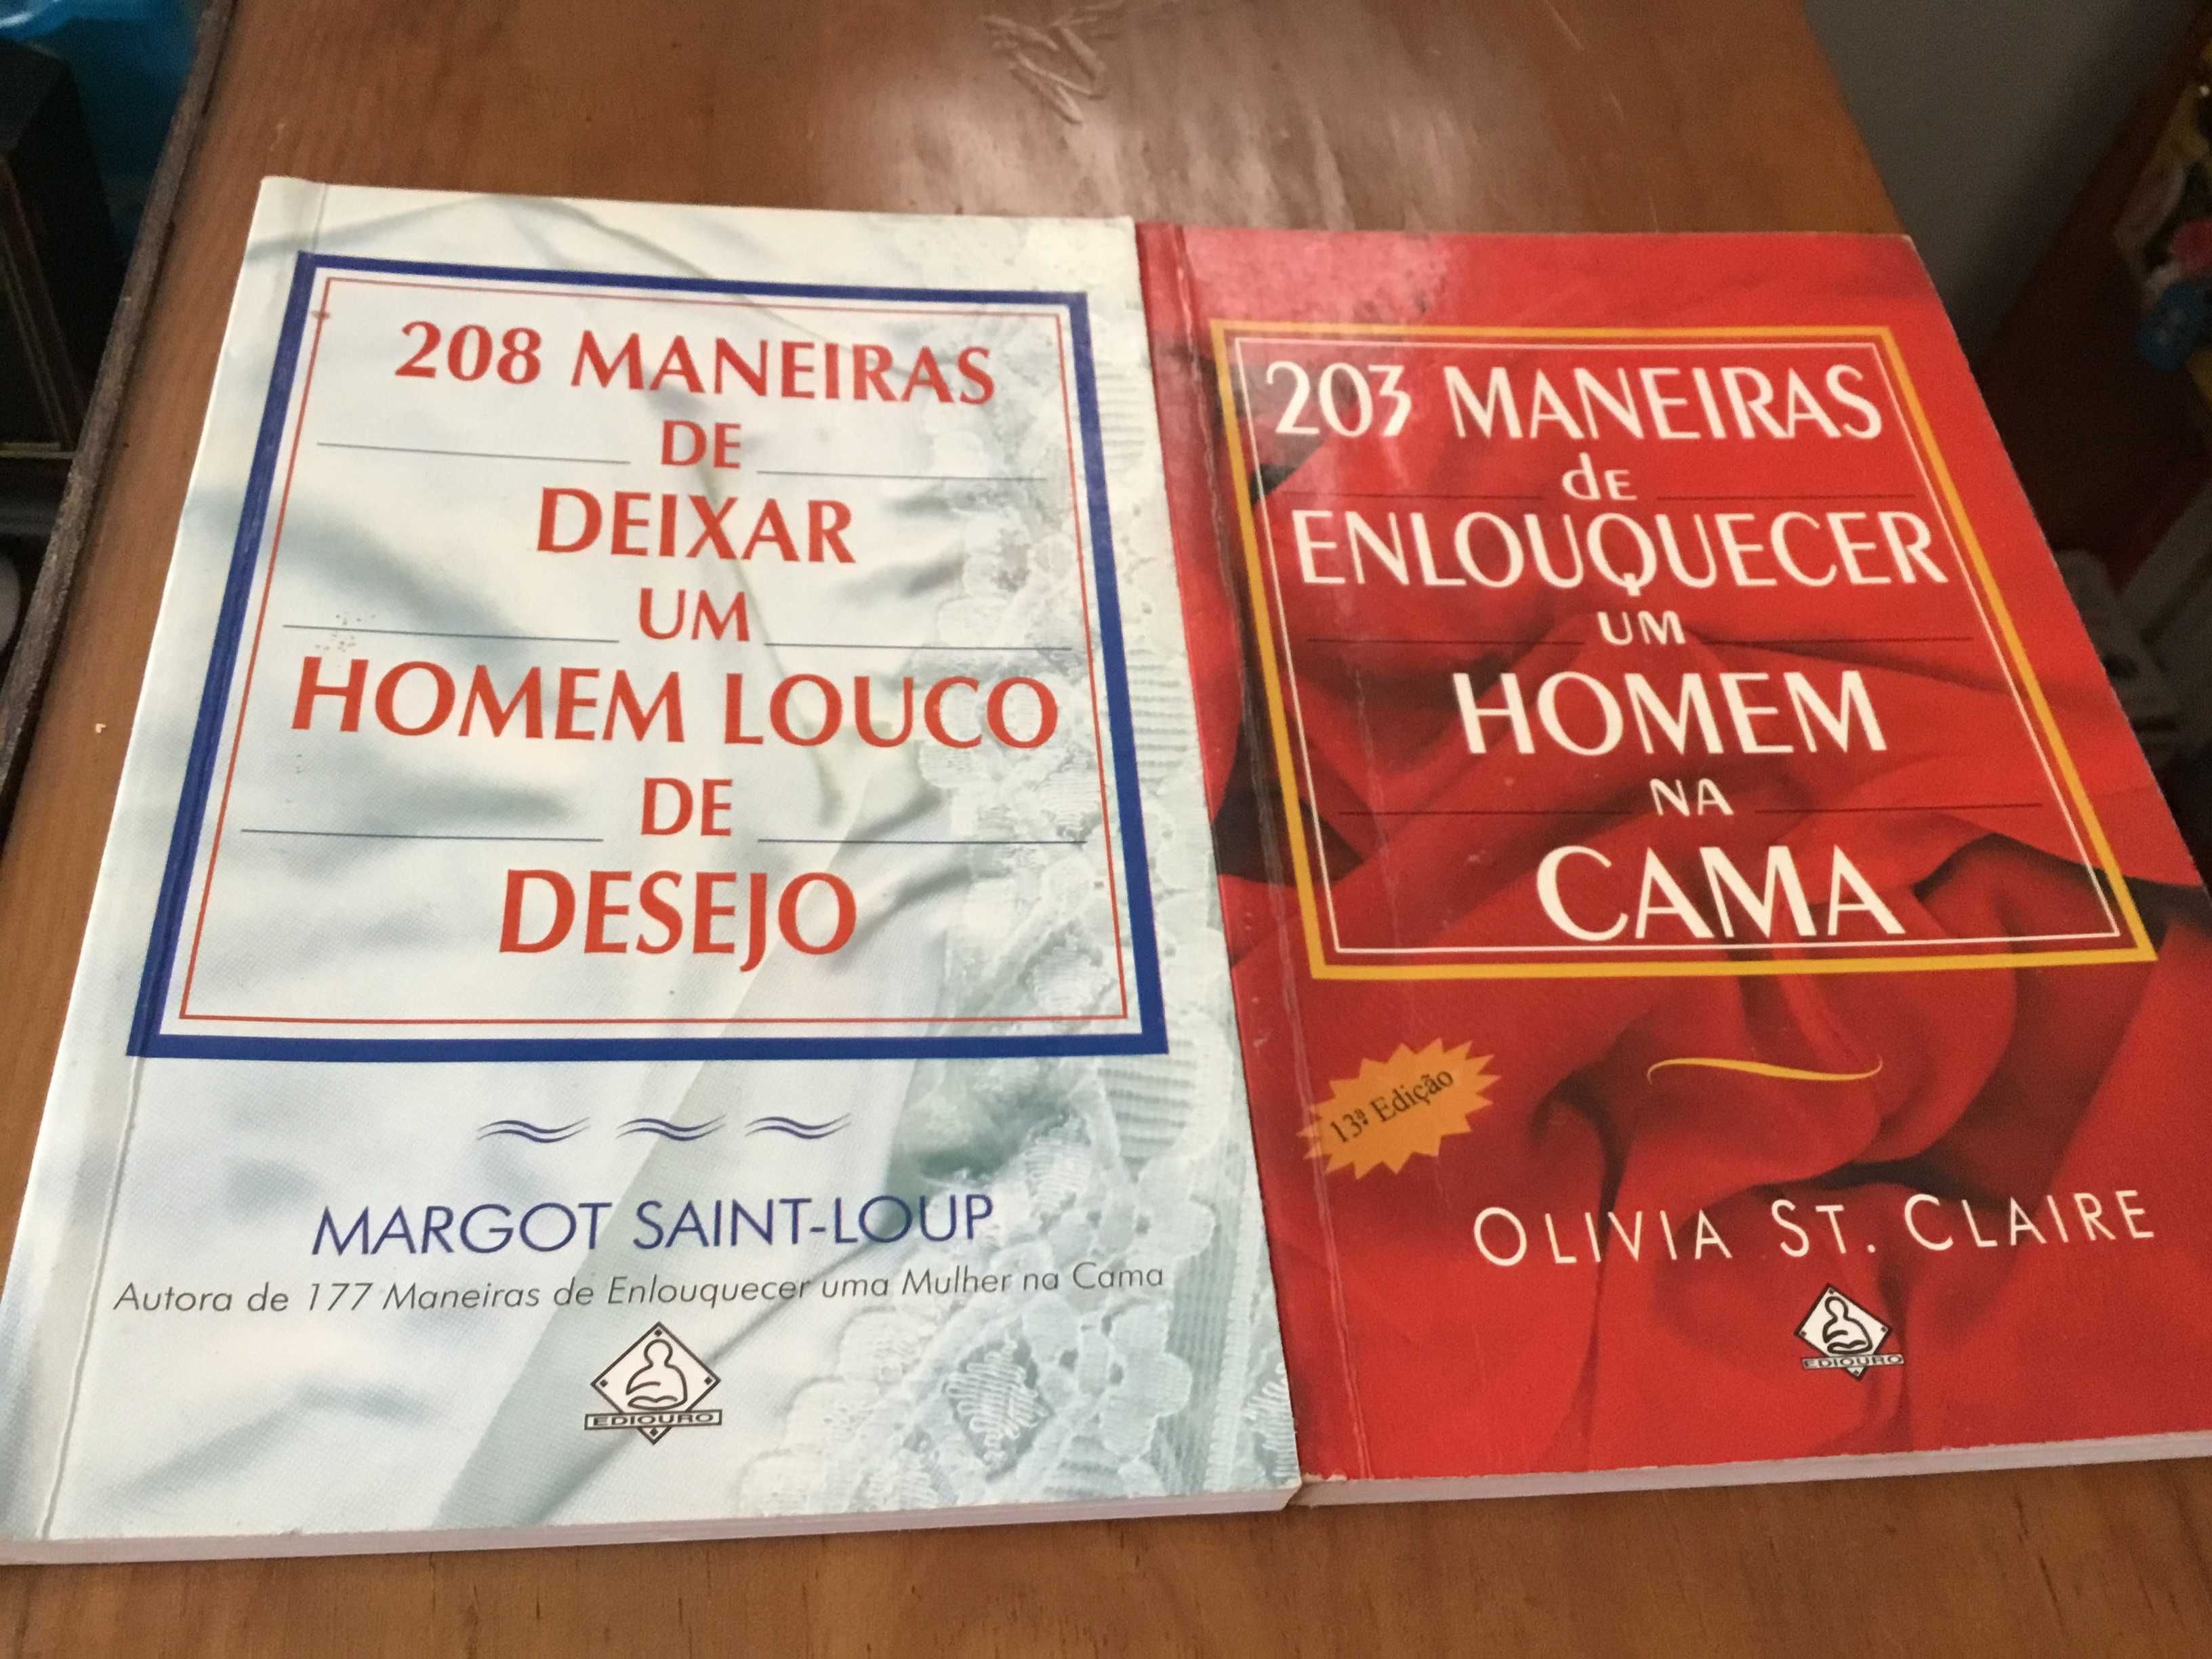 208 MANEIRAS
DE
DEIXAR
UM
HOMEM LOUCO
DE
DESEJO
MARGOT SAINT-LOUP
Autora de 177 Maneiras de Enlouquecer uma Mulher na Cama
EDIOURO
203 MANEIRAS
dE
ENLOUQUECER
UM
HOMEM
NA
CAMA
13ª Edição
OLIVIA ST. CLAIRE
EDIOURO